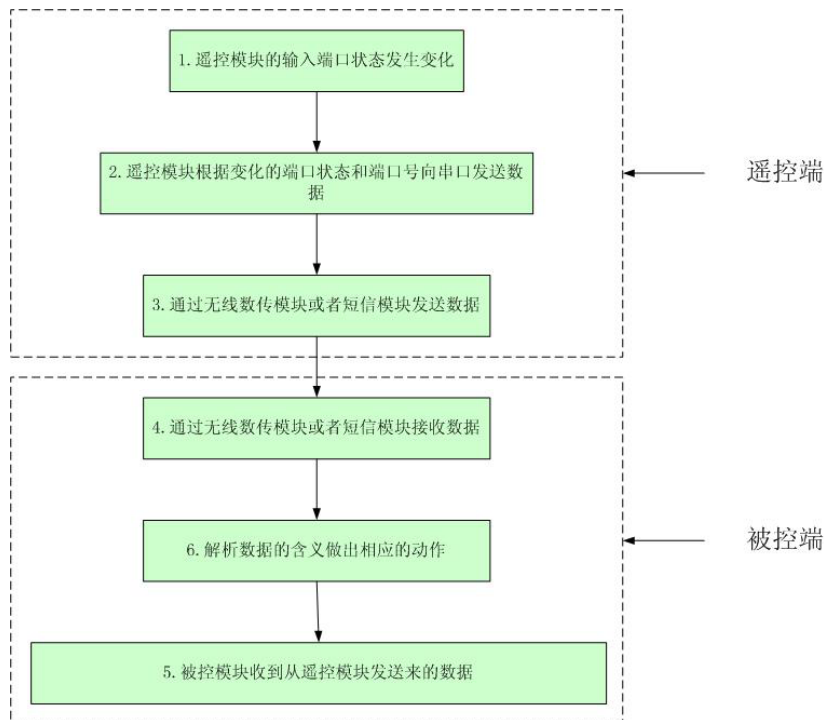 1.遥控模块的输入端口状态发生变化
2.遥控模块根据变化的端口状态和端口号向串口发送数
据
遥控端
3.通过无线数传模块或者短信模块发送数据
4.通过无线数传模块或者短信模块接收数据
6.解析数据的含义做出相应的动作
被控端
5.被控模块收到从遥控模块发送来的数据